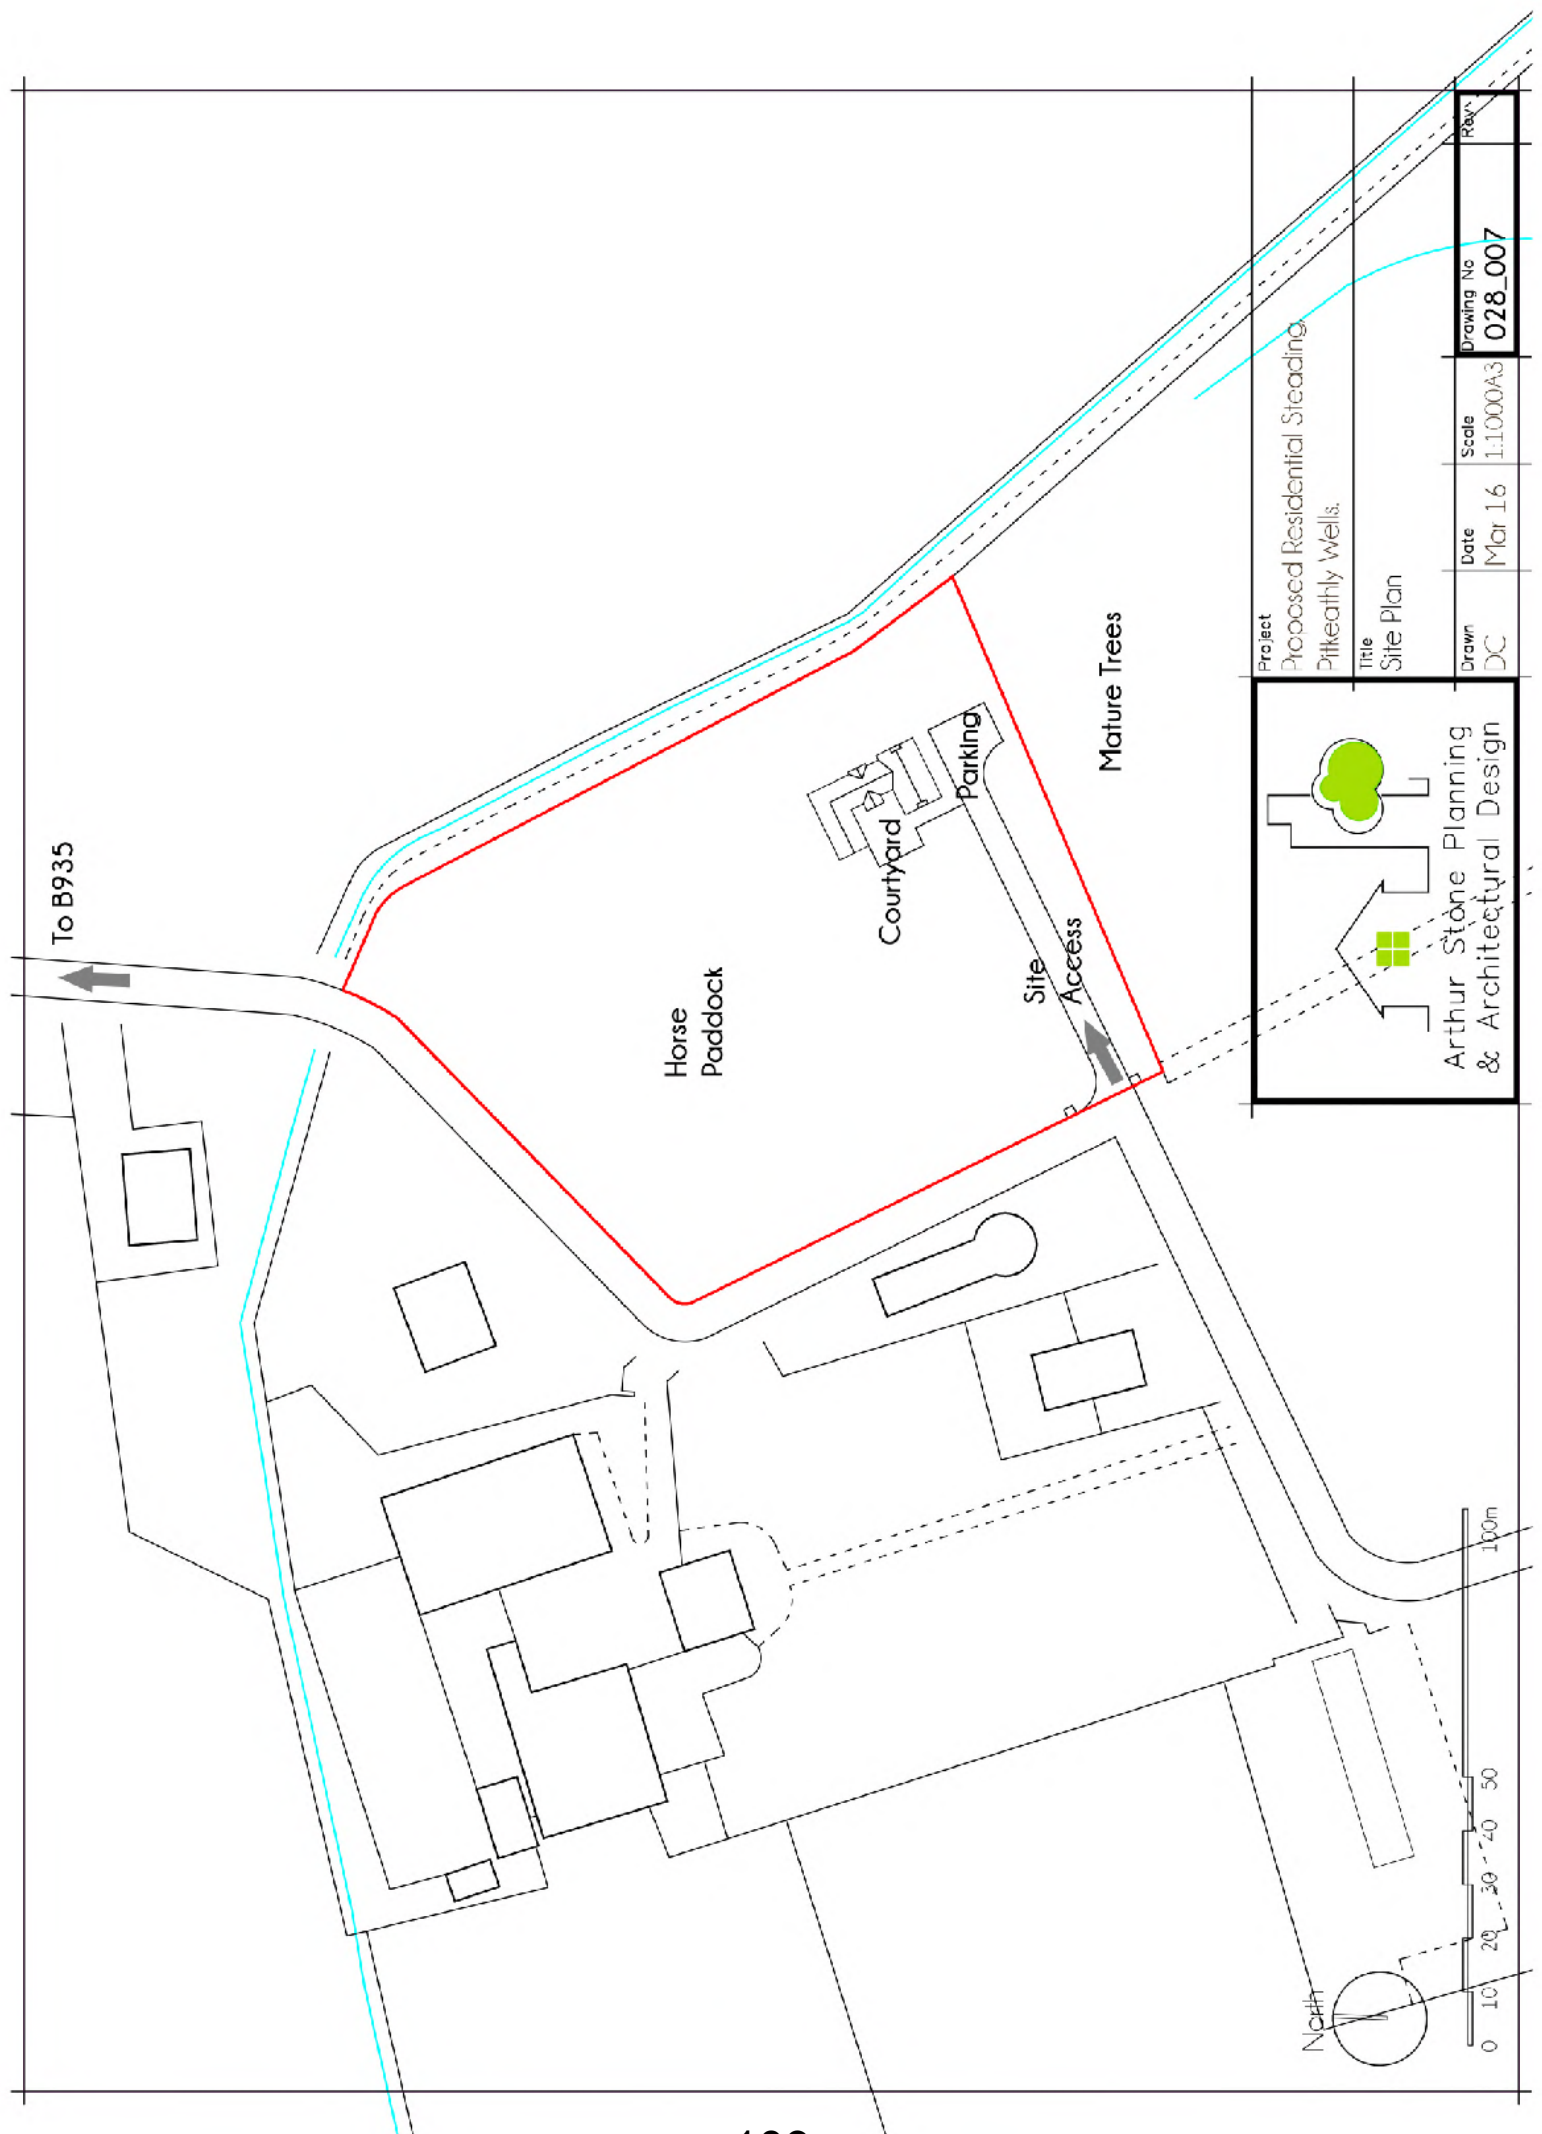 To B935
Horse
Paddock
Courtyard
Parking
Site
Access
Mature Trees
North
0 10 20 30 40 50 100m
Arthur Stone Planning
& Architectural Design
Project
Proposed Residential Steading,
Pitkeathly Wells.
Title
Site Plan
Drawn
DC
Date
Mar 16
Scale
1:1000A3
Drawing No
028_007
Rev